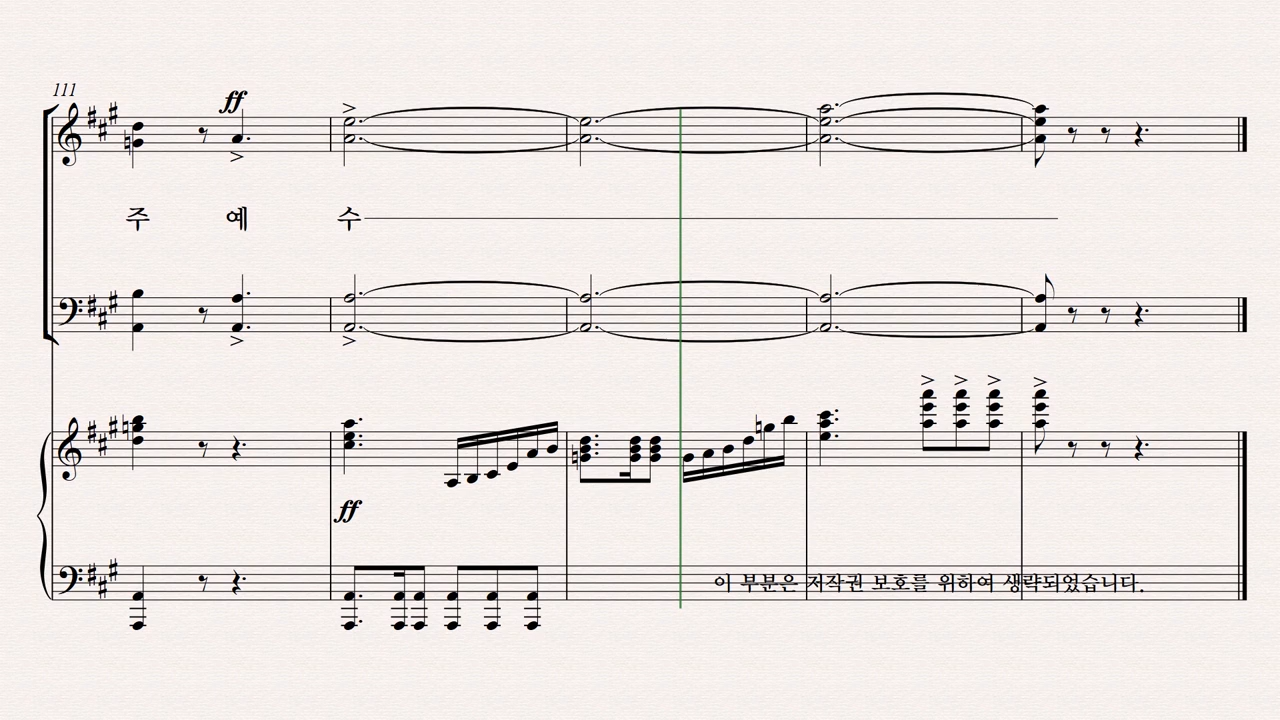 111
ff
주 예 수
ff
이 부분은 저작권 보호를 위하여 생략되었습니다.